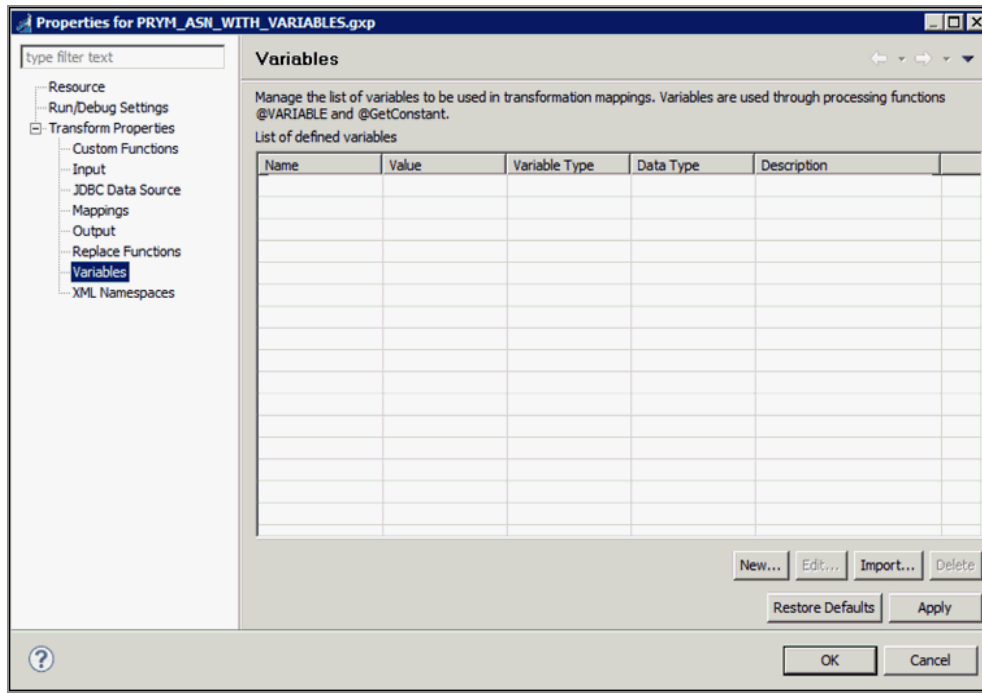 Properties for PRYM_ASN_WITH_VARIABLES.gxp
type filter text
Resource
Run/Debug Settings
Transform Properties
Custom Functions
Input
JDBC Data Source
Mappings
Output
Replace Functions
Variables
XML Namespaces
Variables
Manage the list of variables to be used in transformation mappings. Variables are used through processing functions
@VARIABLE and @GetConstant.
List of defined variables
Name Value Variable Type Data Type Description
New... Edit... Import... Delete
Restore Defaults Apply
? OK Cancel